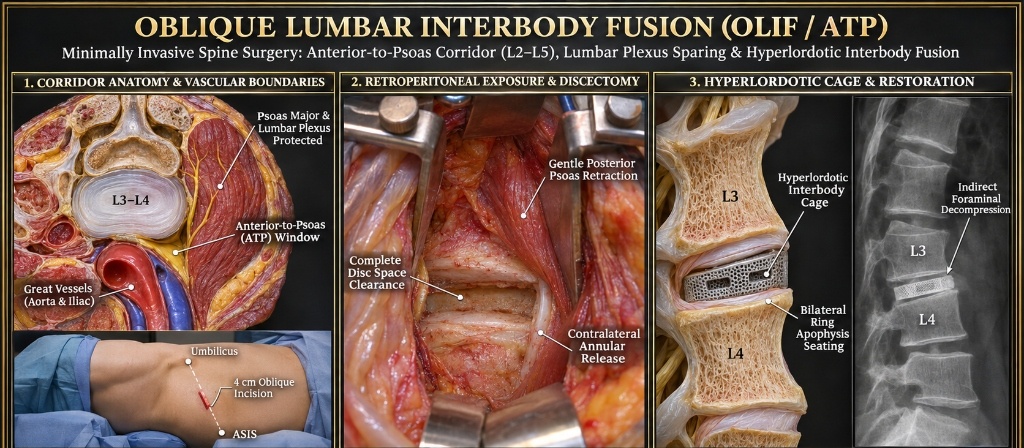 OBLIQUE LUMBAR INTERBODY FUSION (OLIF / ATP)
Minimally Invasive Spine Surgery: Anterior-to-Psoas Corridor (L2–L5), Lumbar Plexus Sparing & Hyperlordotic Interbody Fusion
1. CORRIDOR ANATOMY & VASCULAR BOUNDARIES
Psoas Major &
Lumbar Plexus
Protected
L3–L4
Anterior-to-Psoas
(ATP) Window
Great Vessels
(Aorta & Iliac)
Umbilicus
4 cm Oblique
Incision
ASIS
2. RETROPERITONEAL EXPOSURE & DISCECTOMY
Gentle Posterior
Psoas Retraction
Complete
Disc Space
Clearance
Contralateral
Annular
Release
3. HYPERLORDOTIC CAGE & RESTORATION
L3
Hyperlordotic
Interbody
Cage
Bilateral
Ring
Apophysis
Seating
L4
Indirect
Foraminal
Decompression
L3
L4